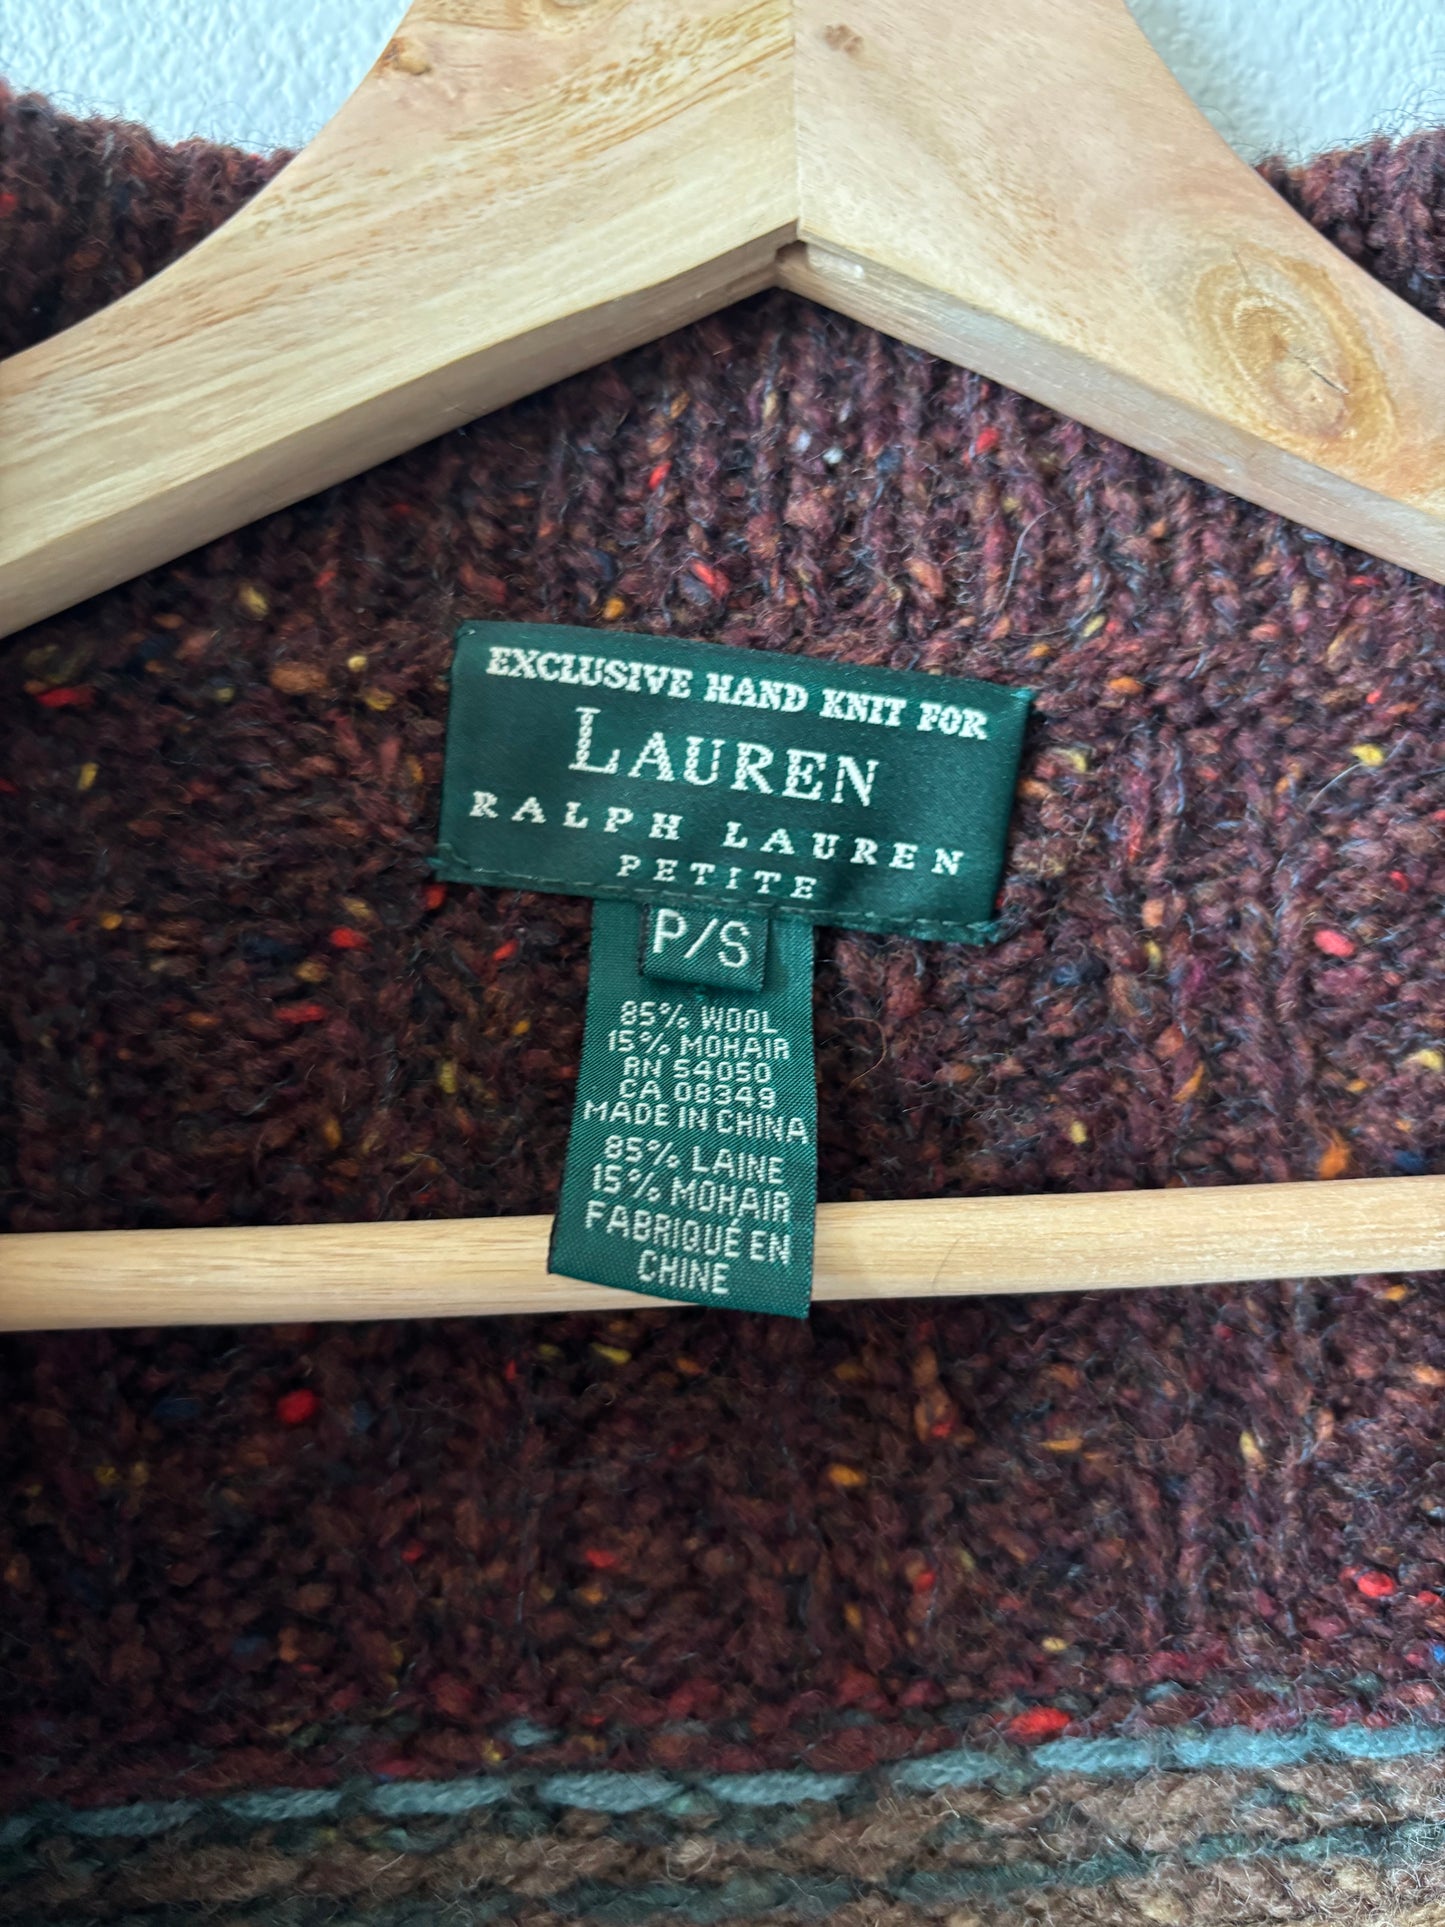 EXCLUSIVE HAND KNIT FOR
LAUREN
RALPH LAUREN
PETITE
P/S
85% WOOL
15% MOHAIR
RN 54050
CA 08349
MADE IN CHINA
85% LAINE
15% MOHAIR
FABRIQUÉ EN
CHINE